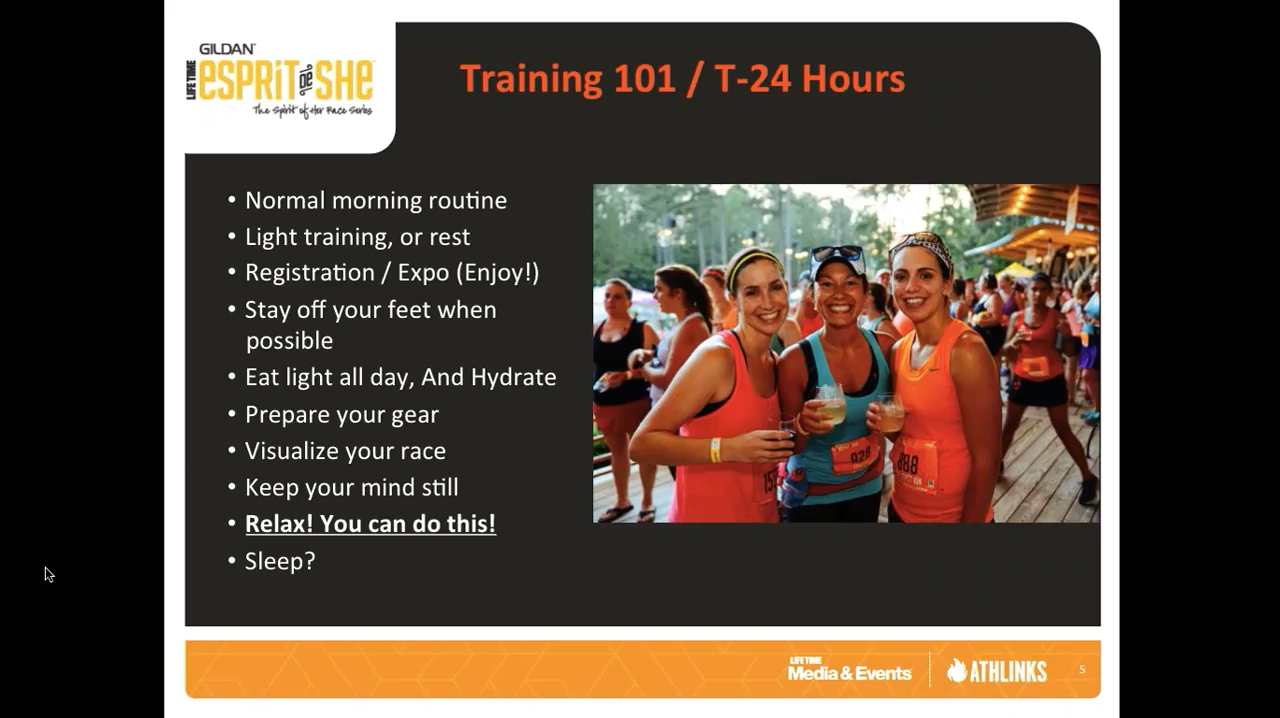 GILDAN
LIFE TIME
ESPRIT DE SHE
The Spirit of Her Race Series
Training 101 / T-24 Hours
• Normal morning routine
• Light training, or rest
• Registration / Expo (Enjoy!)
• Stay off your feet when
possible
• Eat light all day, And Hydrate
• Prepare your gear
• Visualize your race
• Keep your mind still
• Relax! You can do this!
• Sleep?
928
888
LIFE TIME
Media & Events
ATHLINKS
5